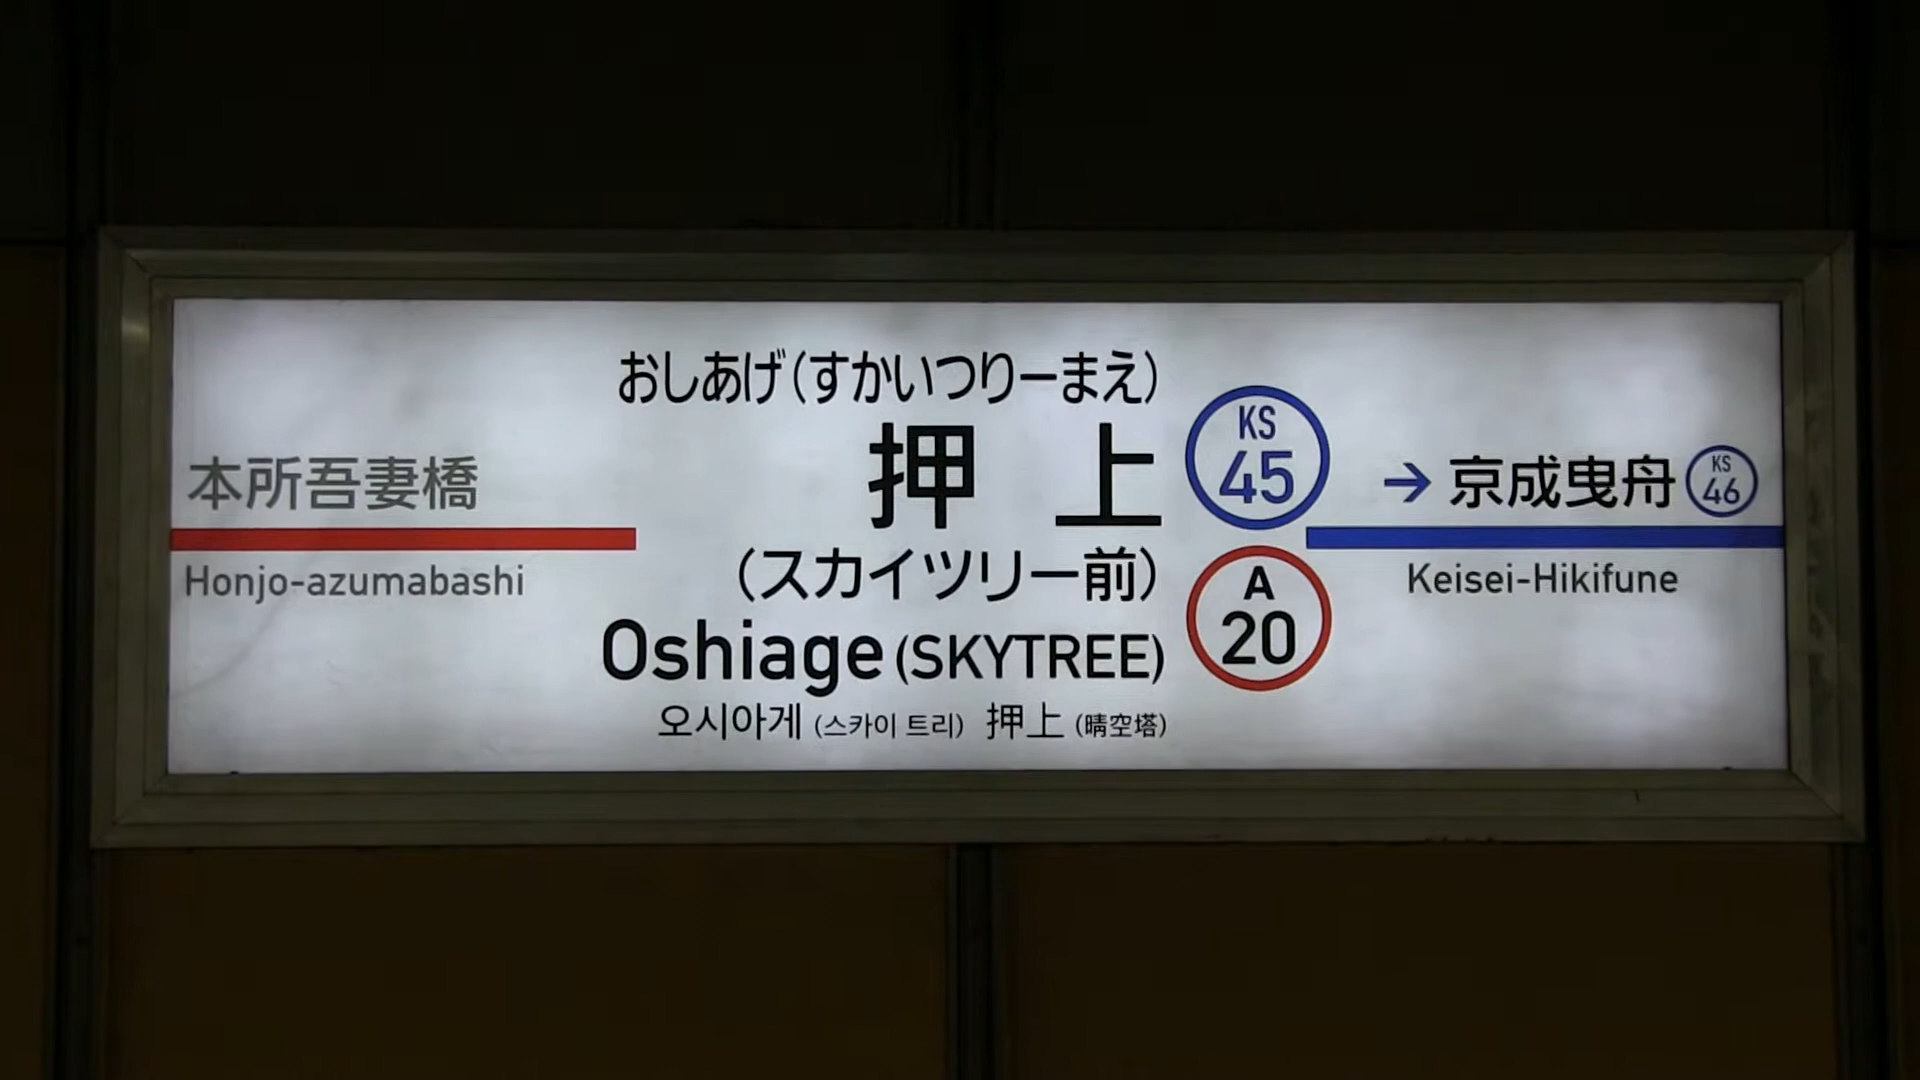 おしあげ(すかいつりーまえ)
押上
(スカイツリー前)
Oshiage (SKYTREE)
오시아게 (스카이 트리) 押上 (晴空塔)
本所吾妻橋
Honjo-azumabashi
KS
45
A
20
→ 京成曳舟
KS
46
Keisei-Hikifune